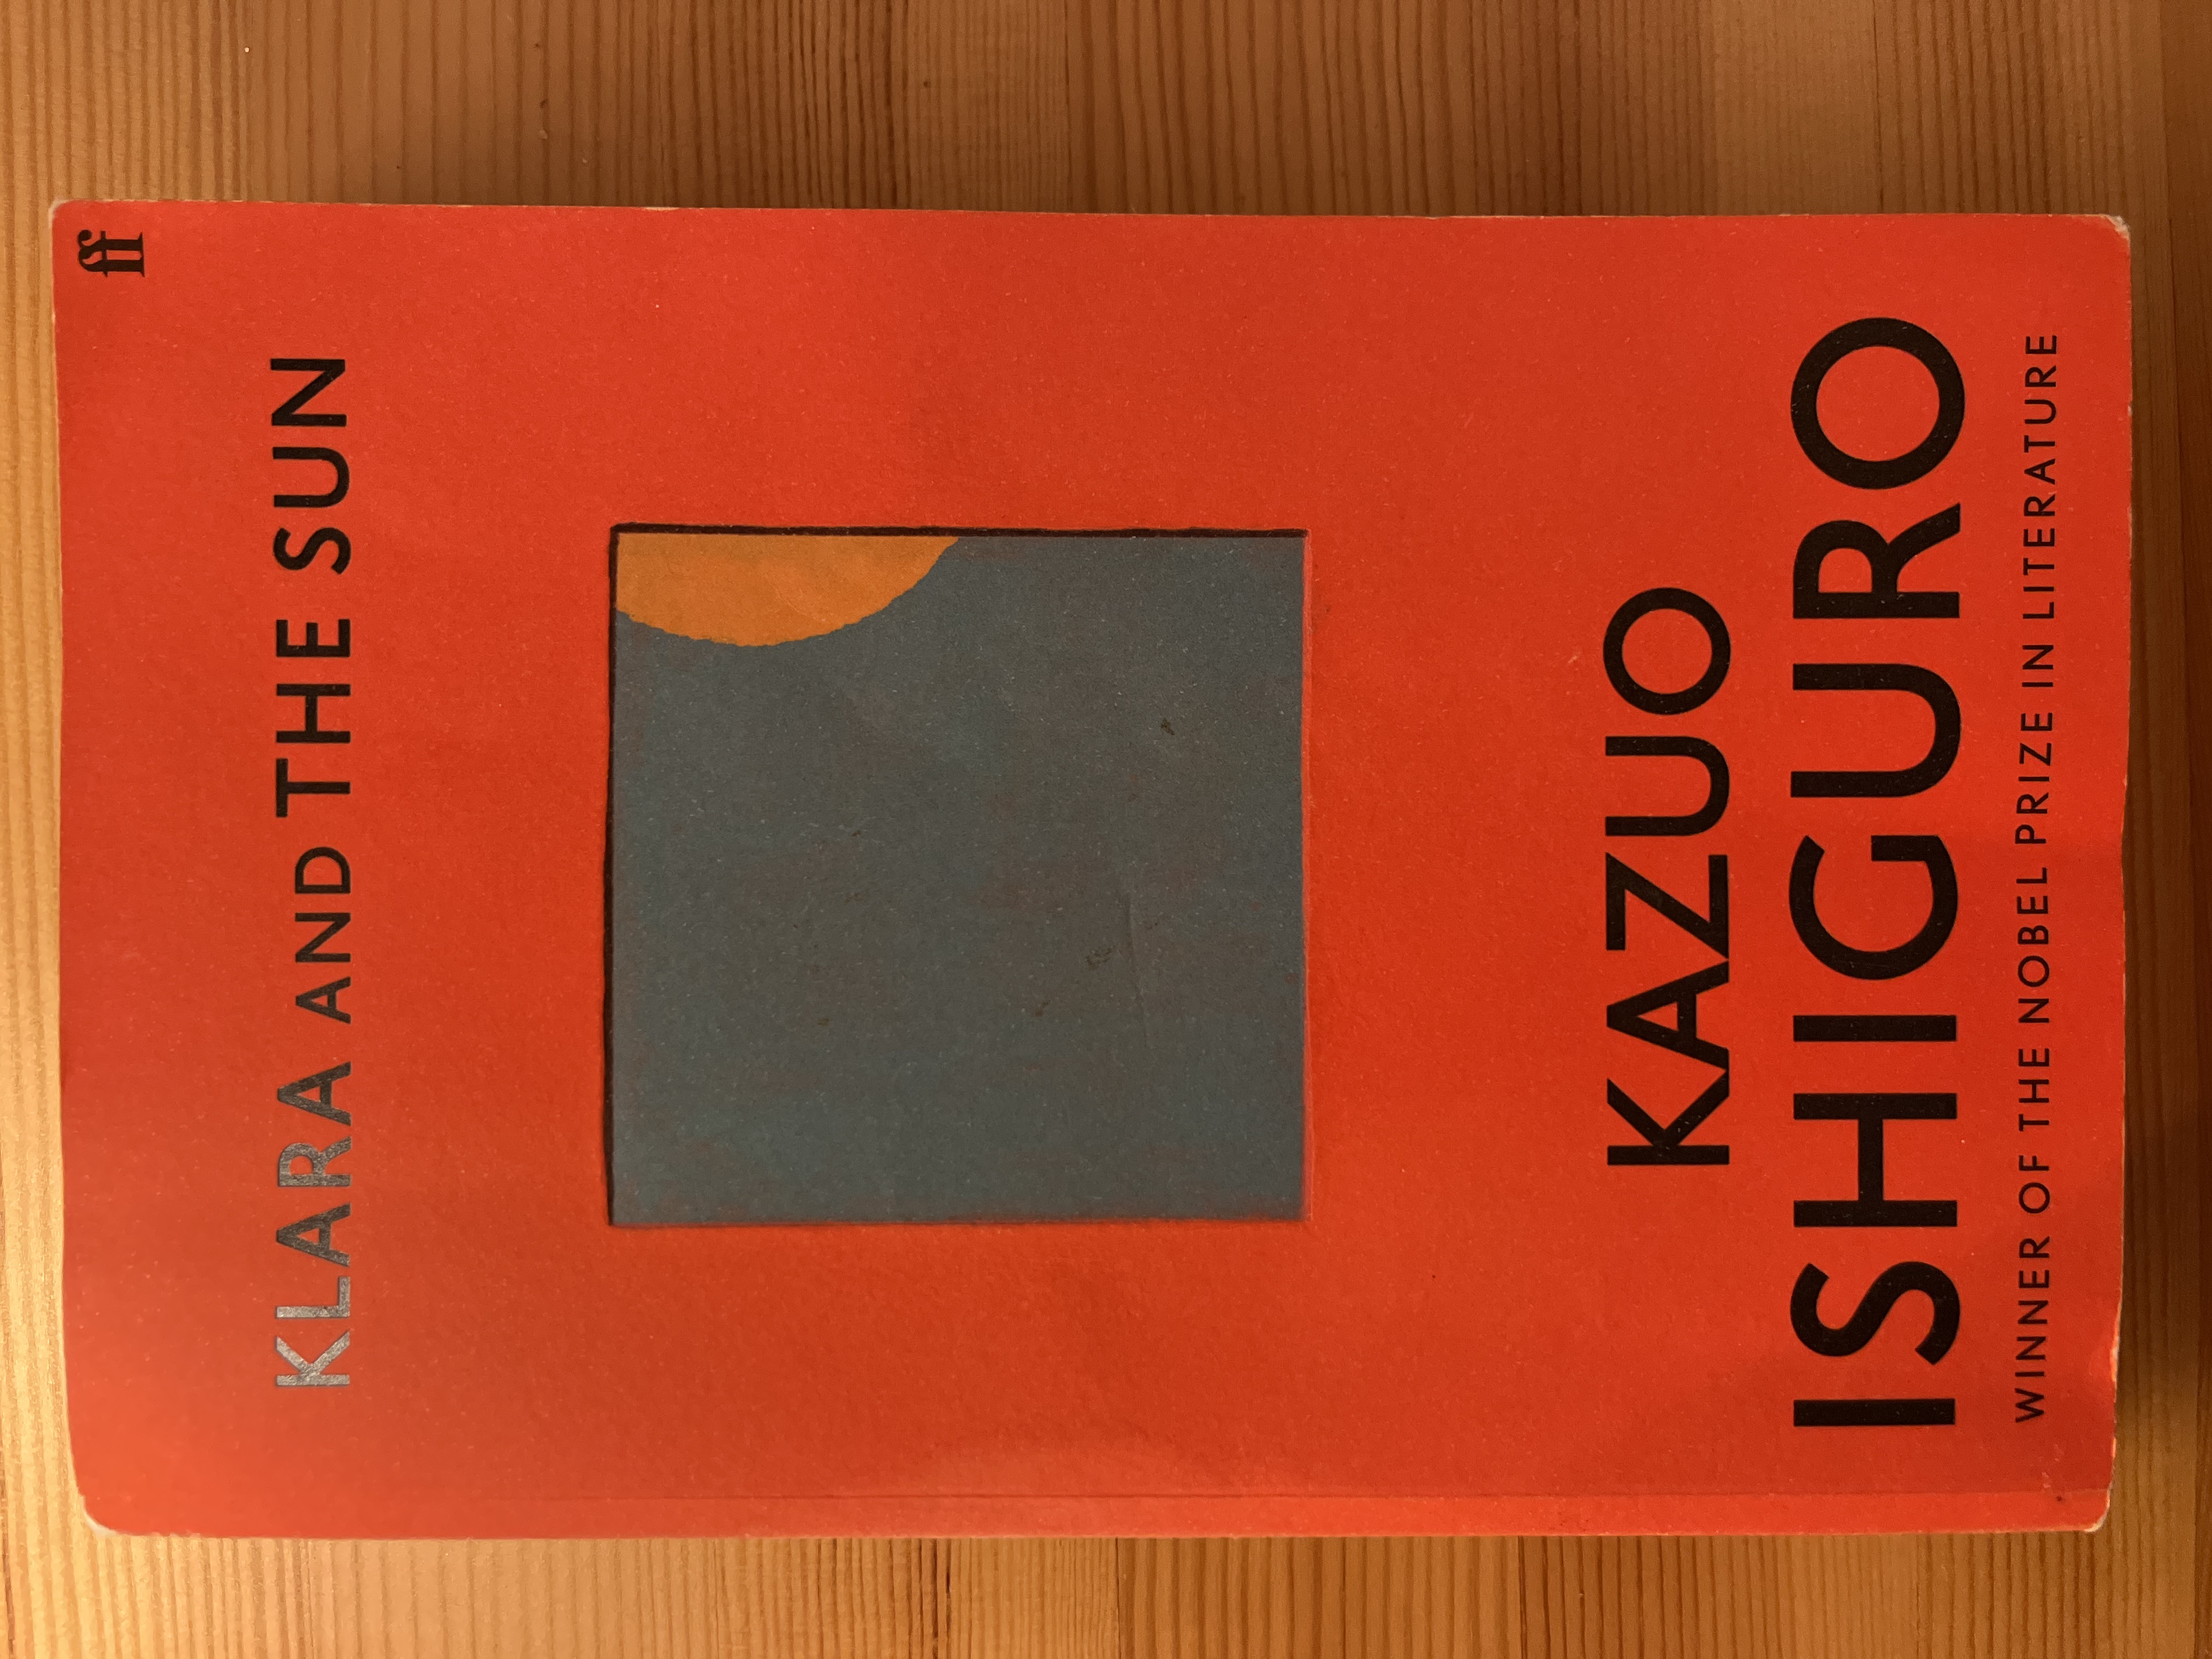 ff
KLARA AND THE SUN
KAZUO
ISHIGURO
WINNER OF THE NOBEL PRIZE IN LITERATURE